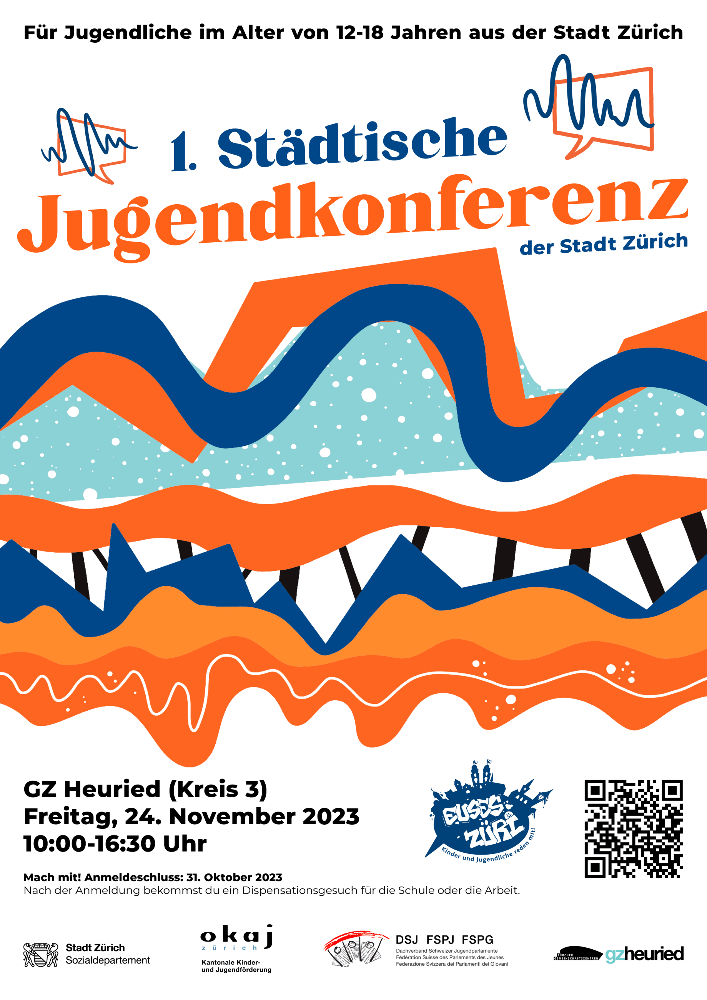 Für Jugendliche im Alter von 12-18 Jahren aus der Stadt Zürich
1. Städtische
Jugendkonferenz
der Stadt Zürich
GZ Heuried (Kreis 3)
Freitag, 24. November 2023
10:00-16:30 Uhr
EUSES
ZÜRI
Kinder und Jugendliche reden mit!
Mach mit! Anmeldeschluss: 31. Oktober 2023
Nach der Anmeldung bekommst du ein Dispensationsgesuch für die Schule oder die Arbeit.
Stadt Zürich
Sozialdepartement
okaj
zürich
Kantonale Kinder-
und Jugendförderung
DSJ FSPJ FSPG
Dachverband Schweizer Jugendparlamente
Fédération Suisse des Parlements des Jeunes
Federazione Svizzera dei Parlamenti dei Giovani
ZÜRCHER
GEMEINSCHAFTSZENTREN
gzheuried